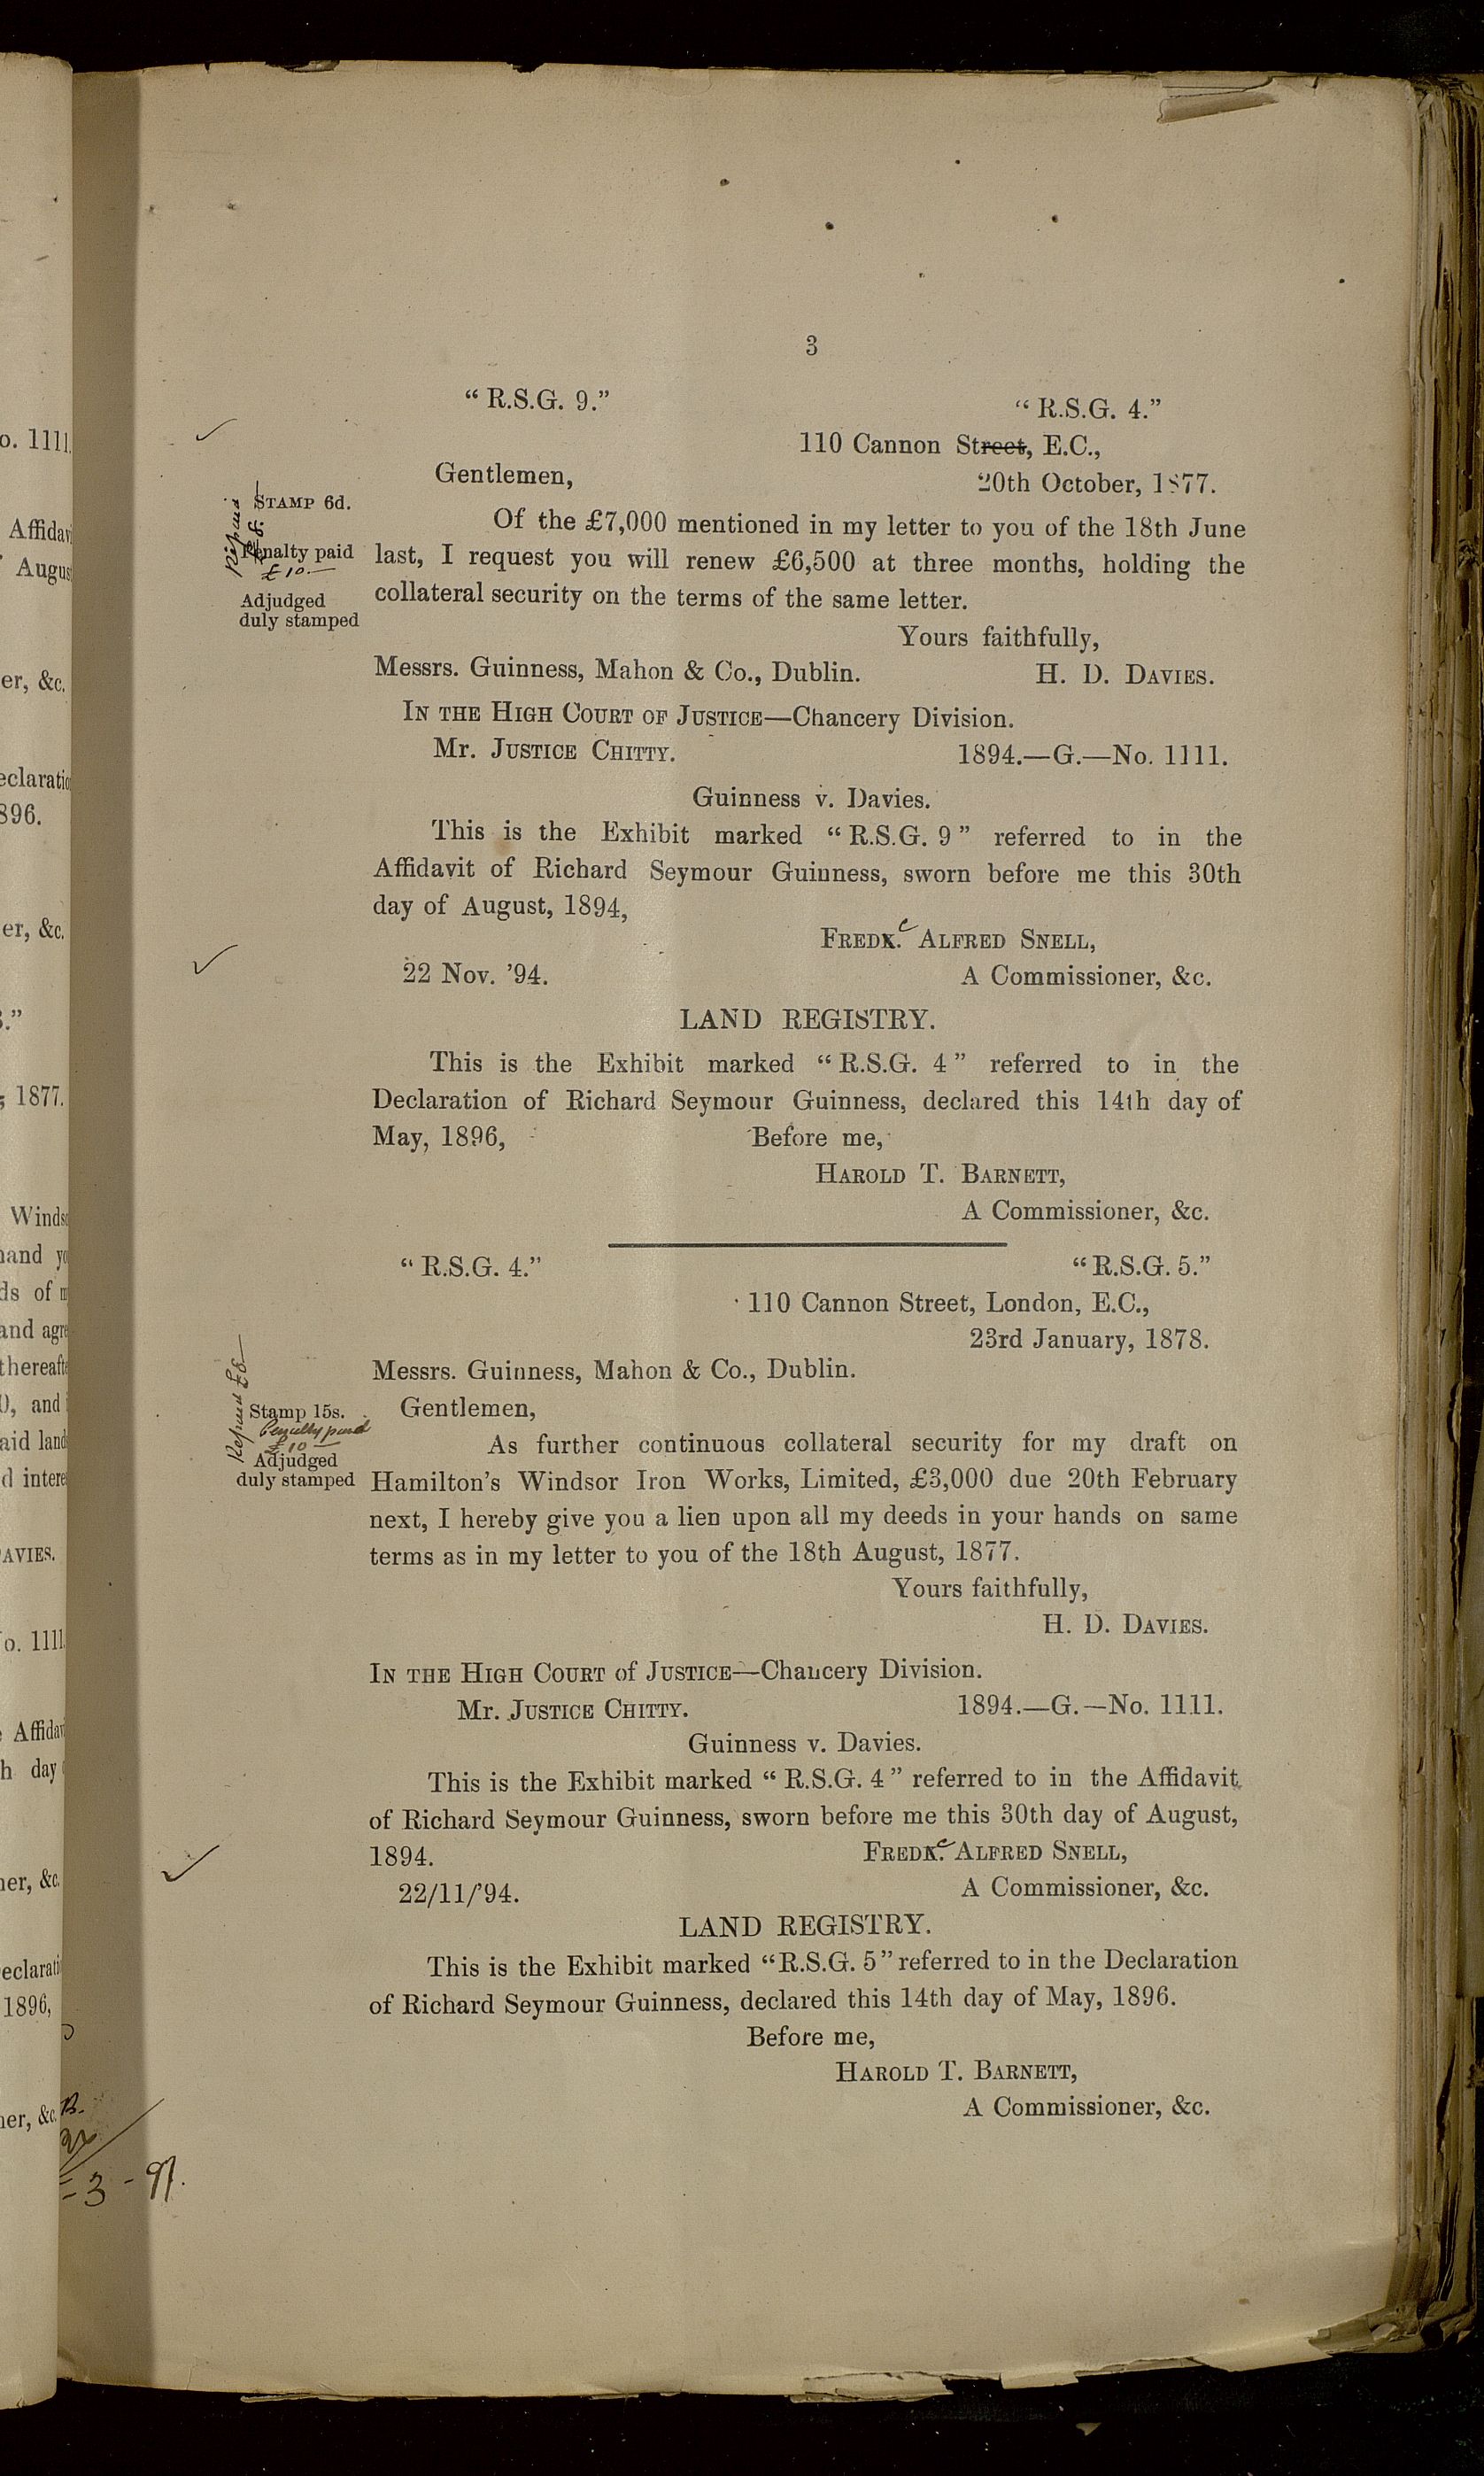 3
“ R.S.G. 9.” “ R.S.G. 4.”
110 Cannon Street, E.C.,
Gentlemen, 20th October, 1877.
STAMP 6d.
Penalty paid
£10.—
Adjudged
duly stamped
Of the £7,000 mentioned in my letter to you of the 18th June
last, I request you will renew £6,500 at three months, holding the
collateral security on the terms of the same letter.
Yours faithfully,
Messrs. Guinness, Mahon & Co., Dublin. H. D. DAVIES.
IN THE HIGH COURT OF JUSTICE—Chancery Division.
Mr. JUSTICE CHITTY. 1894.—G.—No. 1111.
Guinness v. Davies.
This is the Exhibit marked “ R.S.G. 9 ” referred to in the
Affidavit of Richard Seymour Guinness, sworn before me this 30th
day of August, 1894,
FREDK. ALFRED SNELL,
22 Nov. ’94. A Commissioner, &c.
LAND REGISTRY.
This is the Exhibit marked “ R.S.G. 4 ” referred to in the
Declaration of Richard Seymour Guinness, declared this 14th day of
May, 1896, Before me,
HAROLD T. BARNETT,
A Commissioner, &c.
“ R.S.G. 4.” “ R.S.G. 5.”
110 Cannon Street, London, E.C.,
23rd January, 1878.
Messrs. Guinness, Mahon & Co., Dublin.
Gentlemen,
Stamp 15s.
Penalty paid
£10—
Adjudged
duly stamped
As further continuous collateral security for my draft on
Hamilton’s Windsor Iron Works, Limited, £3,000 due 20th February
next, I hereby give you a lien upon all my deeds in your hands on same
terms as in my letter to you of the 18th August, 1877.
Yours faithfully,
H. D. DAVIES.
IN THE HIGH COURT of JUSTICE—Chancery Division.
Mr. JUSTICE CHITTY. 1894.—G.—No. 1111.
Guinness v. Davies.
This is the Exhibit marked “ R.S.G. 4 ” referred to in the Affidavit
of Richard Seymour Guinness, sworn before me this 30th day of August,
1894. FREDK. ALFRED SNELL,
22/11/’94. A Commissioner, &c.
LAND REGISTRY.
This is the Exhibit marked “R.S.G. 5” referred to in the Declaration
of Richard Seymour Guinness, declared this 14th day of May, 1896.
Before me,
HAROLD T. BARNETT,
A Commissioner, &c.